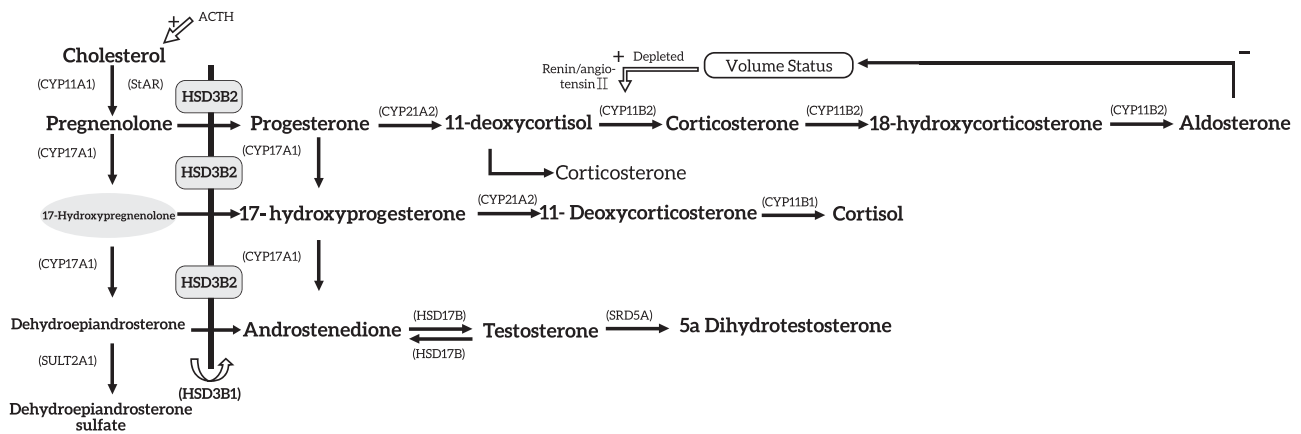 + ACTH
Cholesterol
(CYP11A1) (StAR)
Pregnenolone
(CYP17A1)
17-Hydroxypregnenolone
(CYP17A1)
Dehydroepiandrosterone
(SULT2A1)
Dehydroepiandrosterone
sulfate
HSD3B2
HSD3B2
HSD3B2
(HSD3B1)
+ Depleted
Renin/angio-
tensin II
Volume Status
−
Progesterone (CYP21A2) 11-deoxycortisol (CYP11B2) Corticosterone (CYP11B2) 18-hydroxycorticosterone (CYP11B2) Aldosterone
(CYP17A1)
Corticosterone
17- hydroxyprogesterone (CYP21A2) 11- Deoxycorticosterone (CYP11B1) Cortisol
(CYP17A1)
Androstenedione (HSD17B) Testosterone (SRD5A) 5a Dihydrotestosterone
(HSD17B)